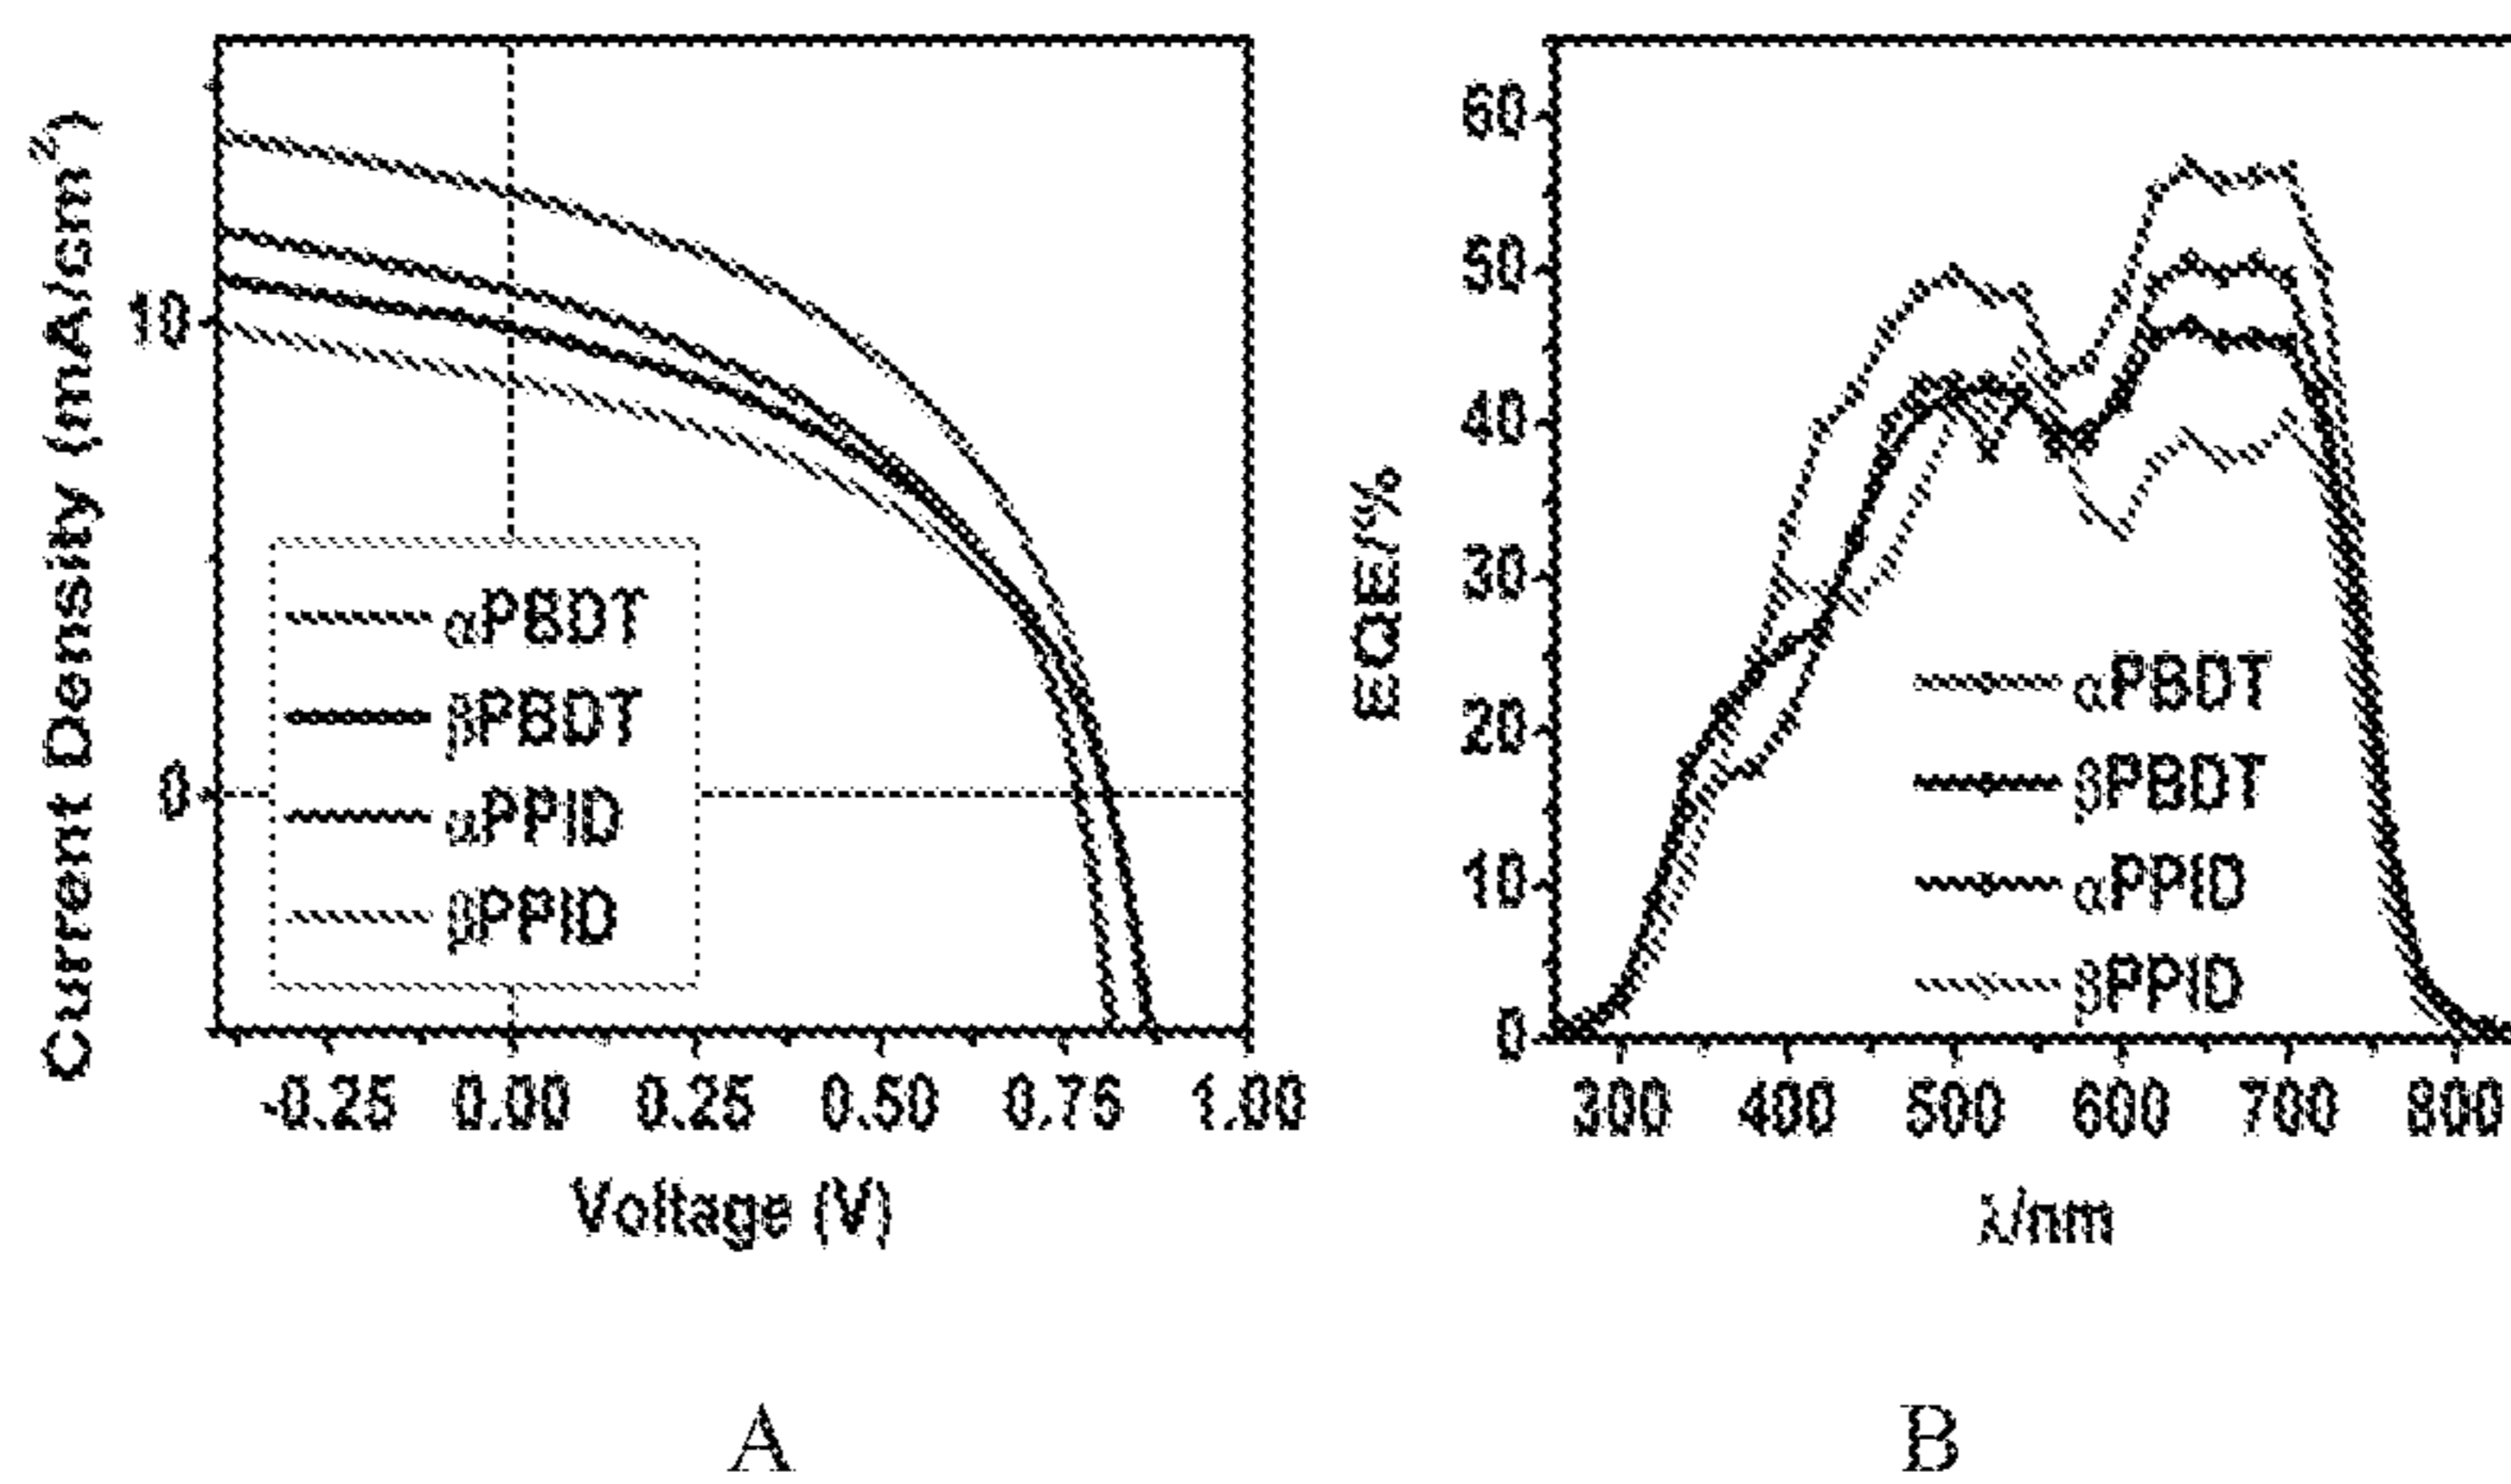 Current Density (mA/cm²)
10
0
αPBDT
βPBDT
αPPID
βPPID
-0.25 0.00 0.25 0.50 0.75 1.00
Voltage (V)
A
EQE/%
60
50
40
30
20
10
0
αPBDT
βPBDT
αPPID
βPPID
300 400 500 600 700 800
λ/nm
B